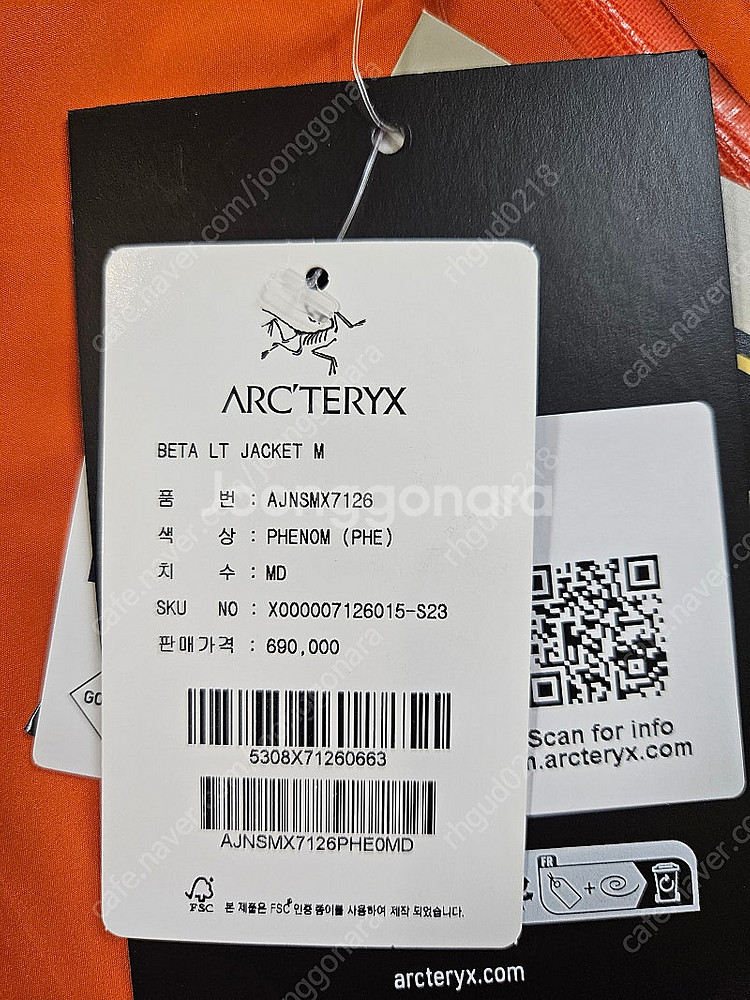 ARC'TERYX
BETA LT JACKET M
품 번 : AJNSMX7126
색 상 : PHENOM (PHE)
치 수 : MD
SKU NO : X000007126015-S23
판매가격 : 690,000
5308X71260663
AJNSMX7126PHE0MD
FSC 본 제품은 FSC 인증 종이를 사용하여 제작 되었습니다.
GO
Scan for info
m.arcteryx.com
FR
arcteryx.com
Joonggonara
cafe.naver.com/joonggonara
rhgud0218